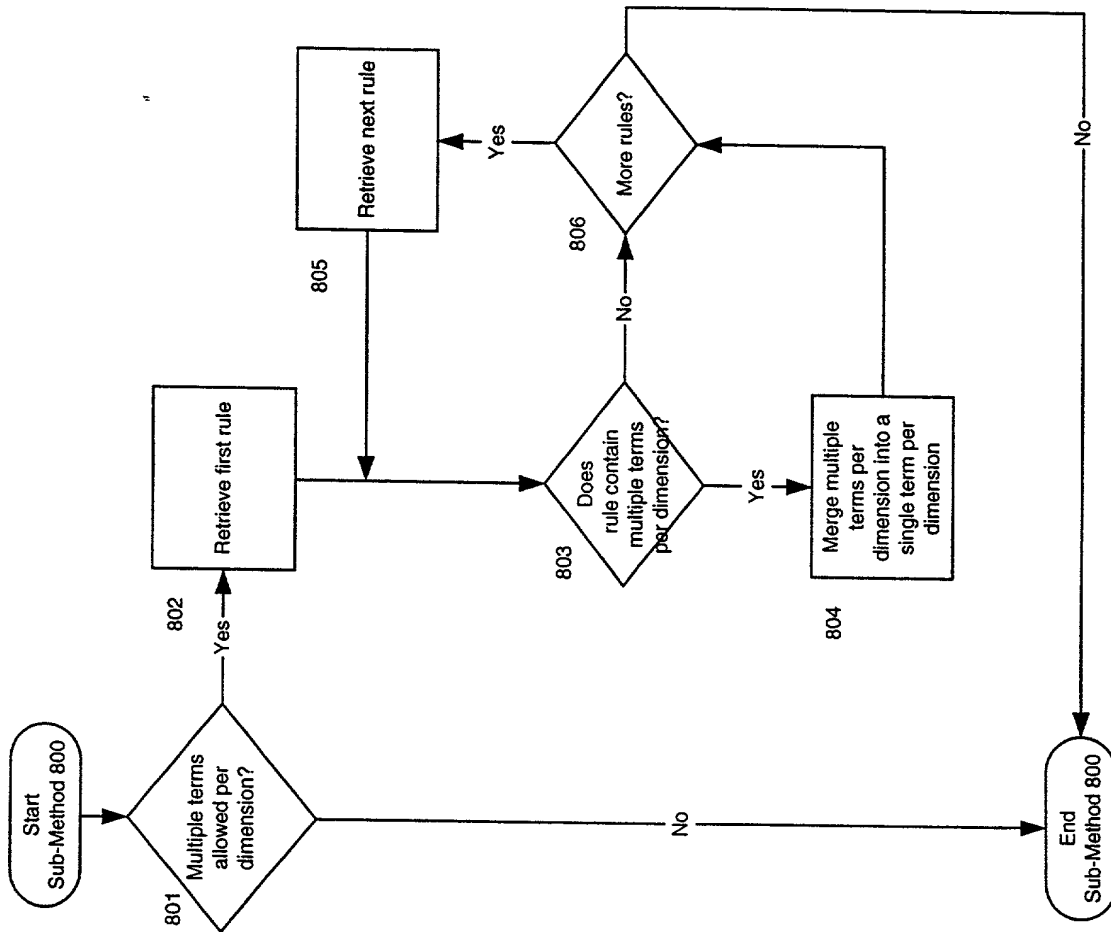 Start
Sub-Method 800
801
Multiple terms
allowed per
dimension?
Yes
No
802
Retrieve first rule
805
Retrieve next rule
803
Does
rule contain
multiple terms
per dimension?
No
Yes
804
Merge multiple
terms per
dimension into a
single term per
dimension
806
More rules?
Yes
No
End
Sub-Method 800